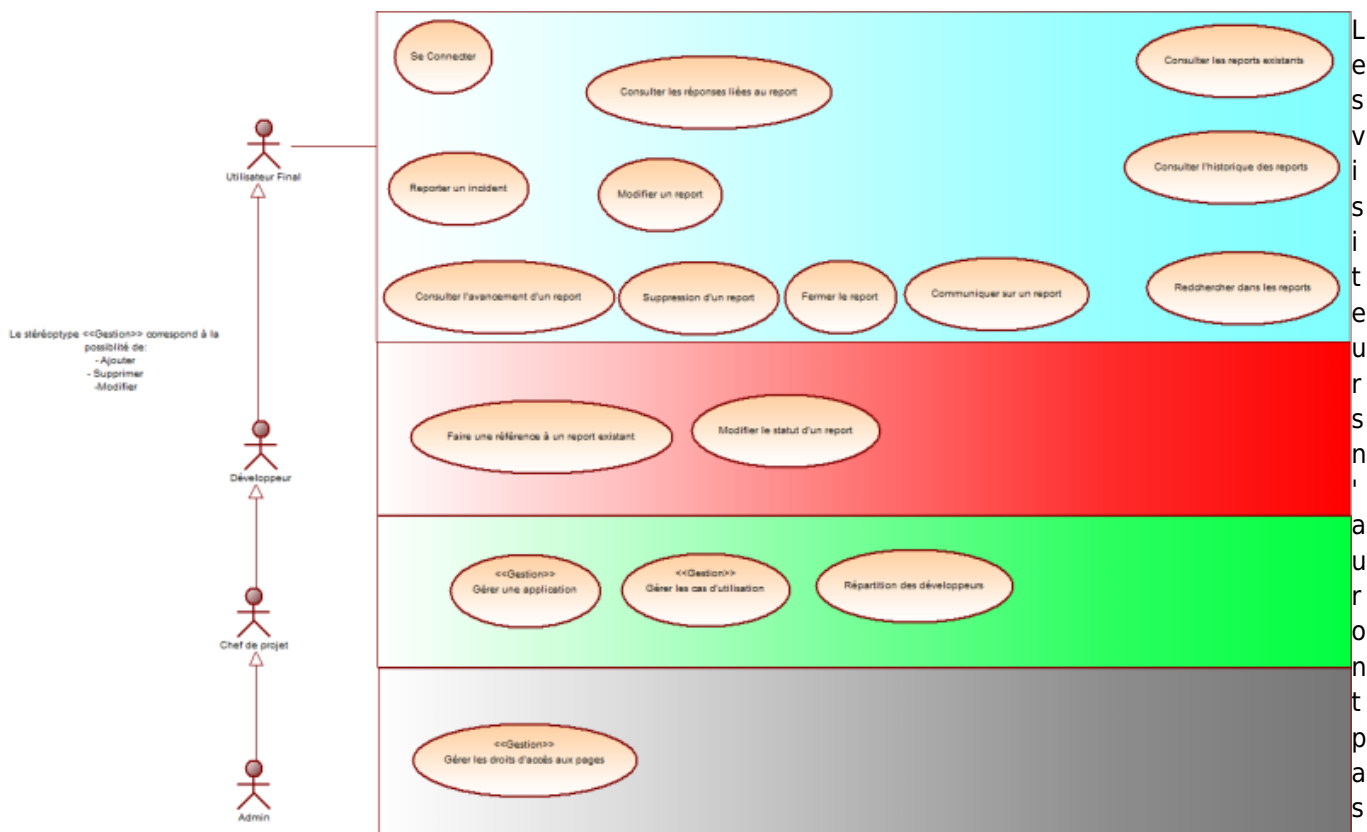 Se Connecter
Consulter les réponses liées au report
Consulter les reports existants
Utilisateur Final
Reporter un incident
Modifier un report
Consulter l'historique des reports
Consulter l'avancement d'un report
Suppression d'un report
Fermer le report
Communiquer sur un report
Redchercher dans les reports
Le stéréoptype <<Gestion>> correspond à la
possiblité de:
- Ajouter
- Supprimer
-Modifier
Développeur
Faire une référence à un report existant
Modifier le statut d'un report
Chef de projet
<<Gestion>>
Gérer une application
<<Gestion>>
Gérer les cas d'utilisation
Répartition des développeurs
Admin
<<Gestion>>
Gérer les droits d'accès aux pages
L
e
s
v
i
s
i
t
e
u
r
s
n
'
a
u
r
o
n
t
p
a
s